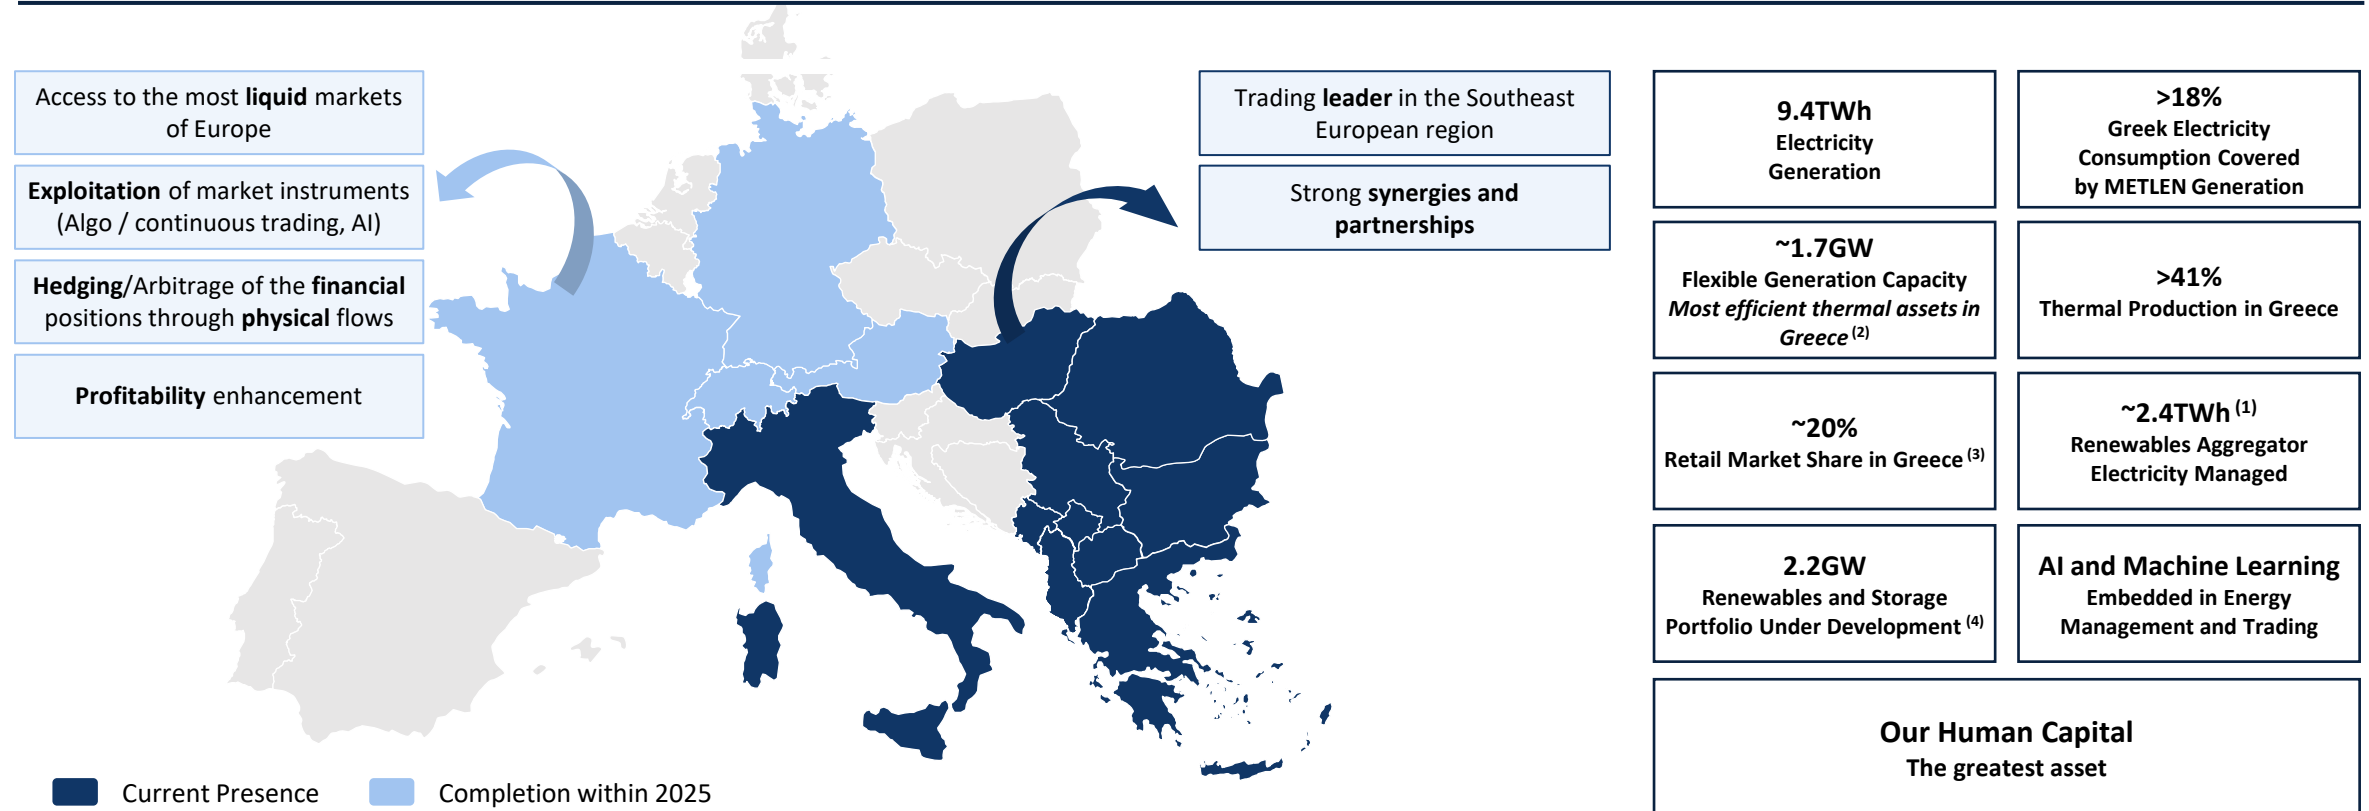 Access to the most liquid markets
of Europe
Exploitation of market instruments
(Algo / continuous trading, AI)
Hedging/Arbitrage of the financial
positions through physical flows
Profitability enhancement
Trading leader in the Southeast
European region
Strong synergies and
partnerships
9.4TWh
Electricity
Generation
>18%
Greek Electricity
Consumption Covered
by METLEN Generation
~1.7GW
Flexible Generation Capacity
Most efficient thermal assets in
Greece (2)
>41%
Thermal Production in Greece
~20%
Retail Market Share in Greece (3)
~2.4TWh (1)
Renewables Aggregator
Electricity Managed
2.2GW
Renewables and Storage
Portfolio Under Development (4)
AI and Machine Learning
Embedded in Energy
Management and Trading
Our Human Capital
The greatest asset
Current Presence
Completion within 2025